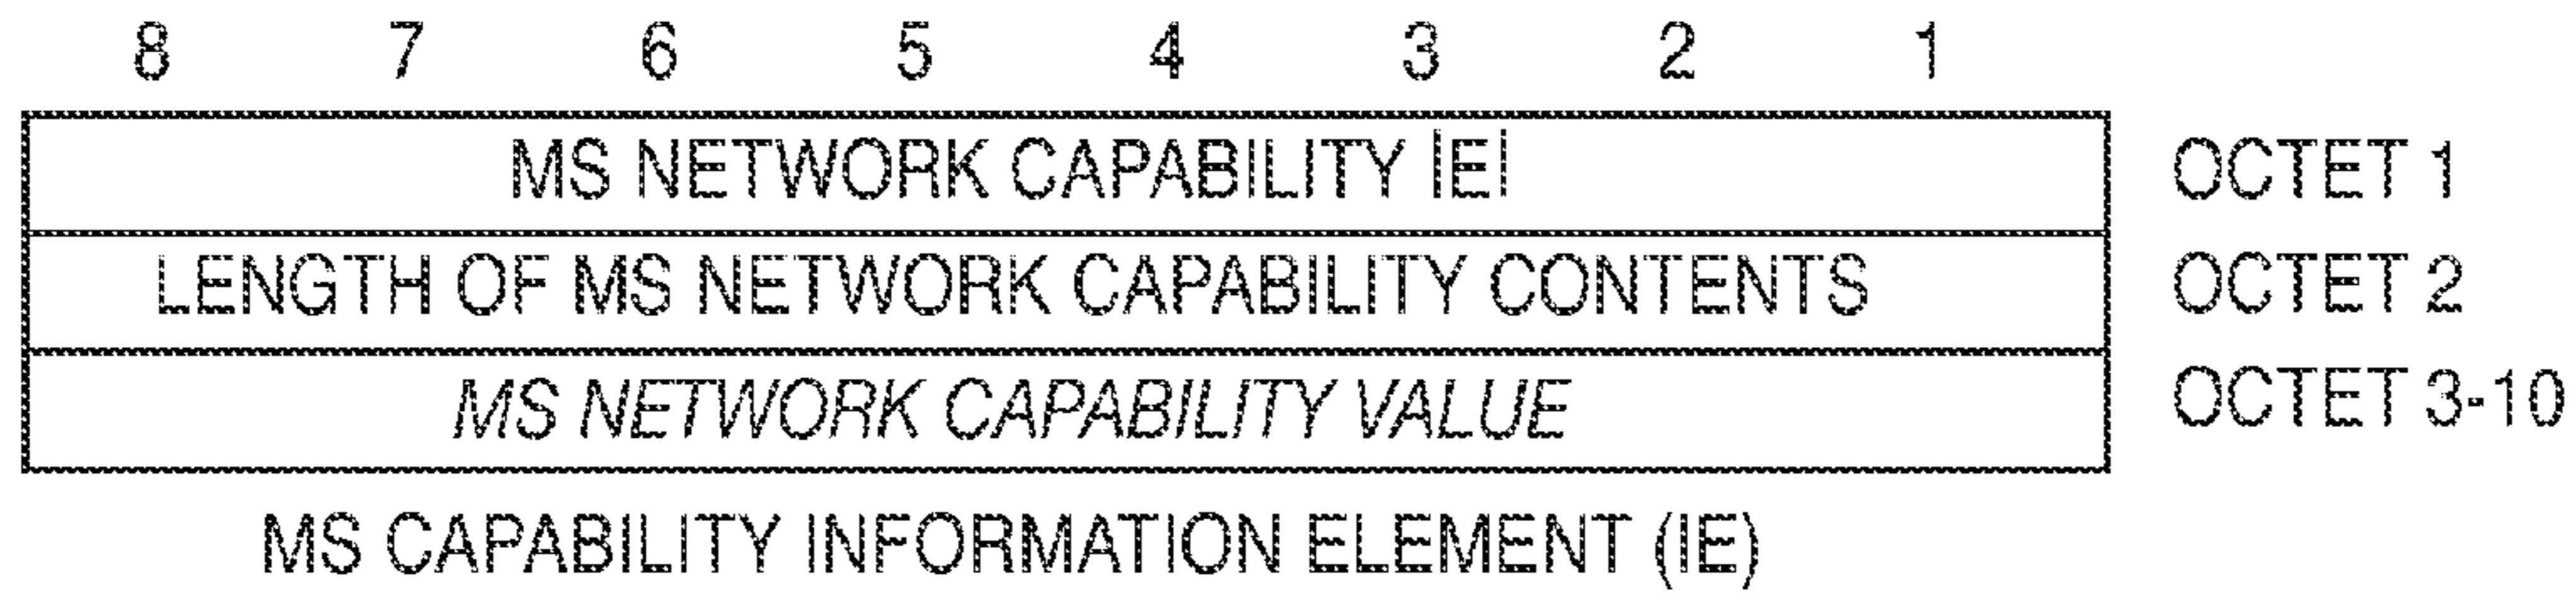 8 7 6 5 4 3 2 1
MS NETWORK CAPABILITY IEI OCTET 1
LENGTH OF MS NETWORK CAPABILITY CONTENTS OCTET 2
MS NETWORK CAPABILITY VALUE OCTET 3-10
MS CAPABILITY INFORMATION ELEMENT (IE)